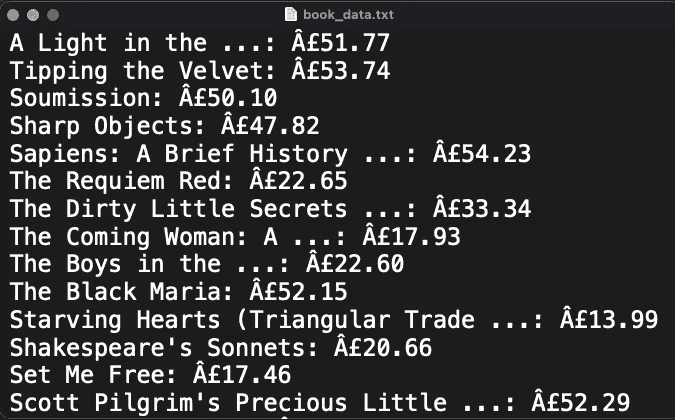 book_data.txt
A Light in the ...: Â£51.77
Tipping the Velvet: Â£53.74
Soumission: Â£50.10
Sharp Objects: Â£47.82
Sapiens: A Brief History ...: Â£54.23
The Requiem Red: Â£22.65
The Dirty Little Secrets ...: Â£33.34
The Coming Woman: A ...: Â£17.93
The Boys in the ...: Â£22.60
The Black Maria: Â£52.15
Starving Hearts (Triangular Trade ...: Â£13.99
Shakespeare's Sonnets: Â£20.66
Set Me Free: Â£17.46
Scott Pilgrim's Precious Little ...: Â£52.29